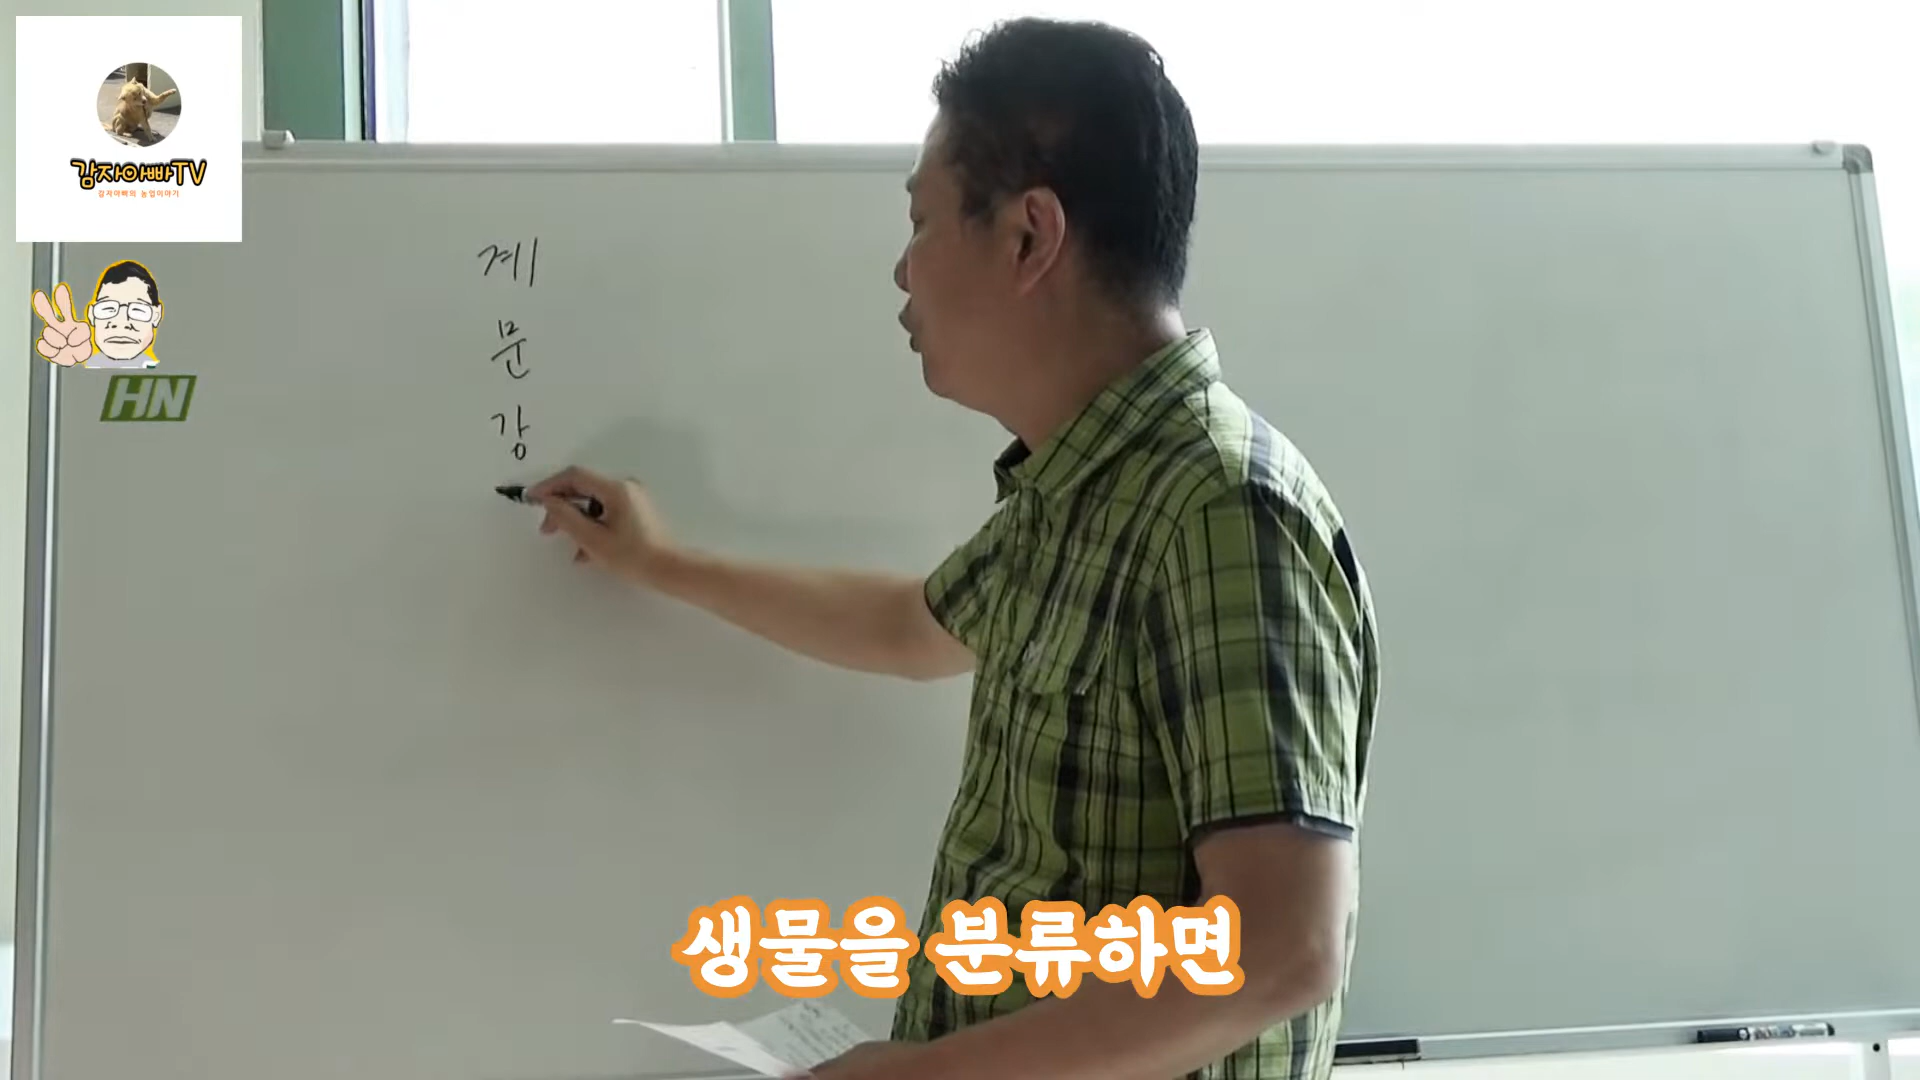 감자아빠TV
감자아빠의 농업이야기
HN
계
문
강
생물을 분류하면